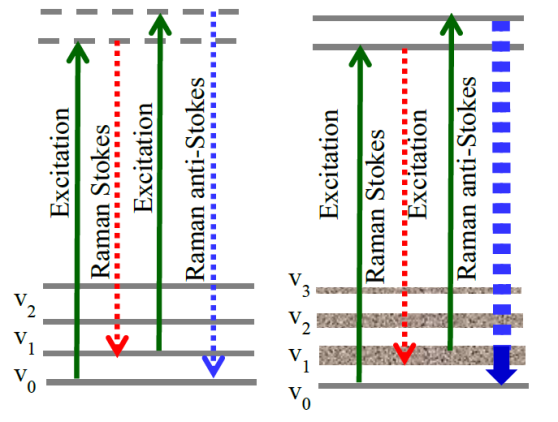 Excitation
Raman Stokes
Excitation
Raman anti-Stokes
v2
v1
v0
Excitation
Raman Stokes
Excitation
Raman anti-Stokes
v3
v2
v1
v0